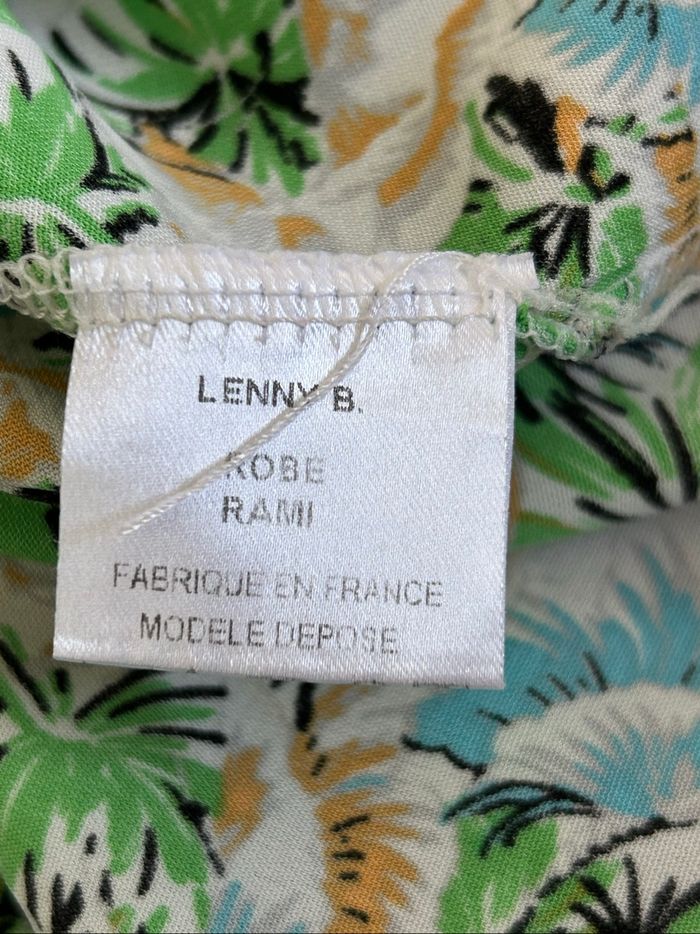 LENNY B.
ROBE
RAMI
FABRIQUE EN FRANCE
MODELE DEPOSE